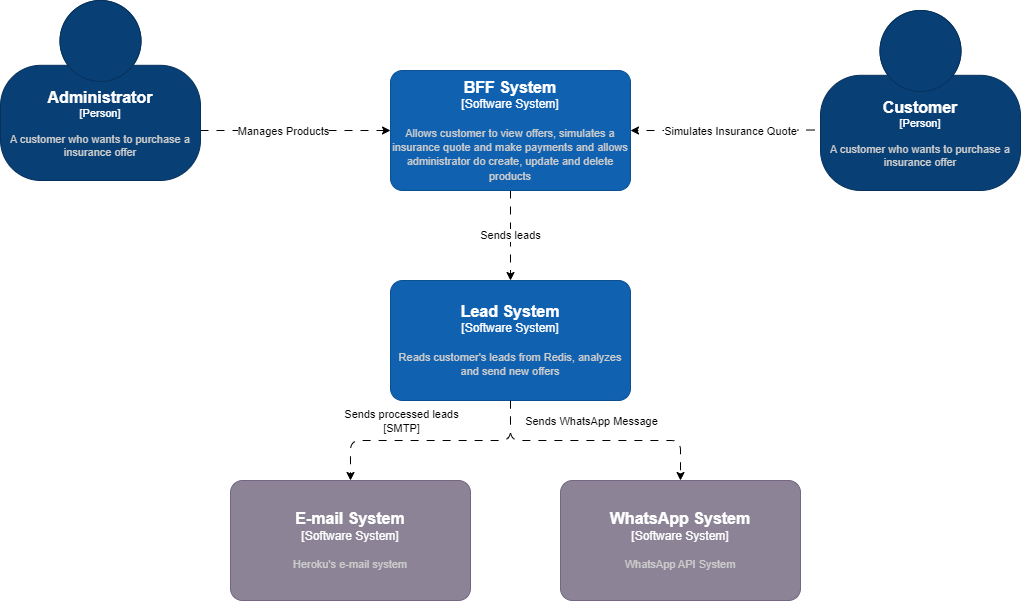 Administrator
[Person]
A customer who wants to purchase a
insurance offer
Manages Products
BFF System
[Software System]
Allows customer to view offers, simulates a
insurance quote and make payments and allows
administrator do create, update and delete
products
Simulates Insurance Quote
Customer
[Person]
A customer who wants to purchase a
insurance offer
Sends leads
Lead System
[Software System]
Reads customer's leads from Redis, analyzes
and send new offers
Sends processed leads
[SMTP]
Sends WhatsApp Message
E-mail System
[Software System]
Heroku's e-mail system
WhatsApp System
[Software System]
WhatsApp API System